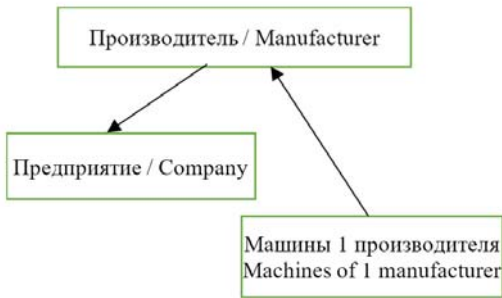 Производитель / Manufacturer
Предприятие / Company
Машины 1 производителя
Machines of 1 manufacturer